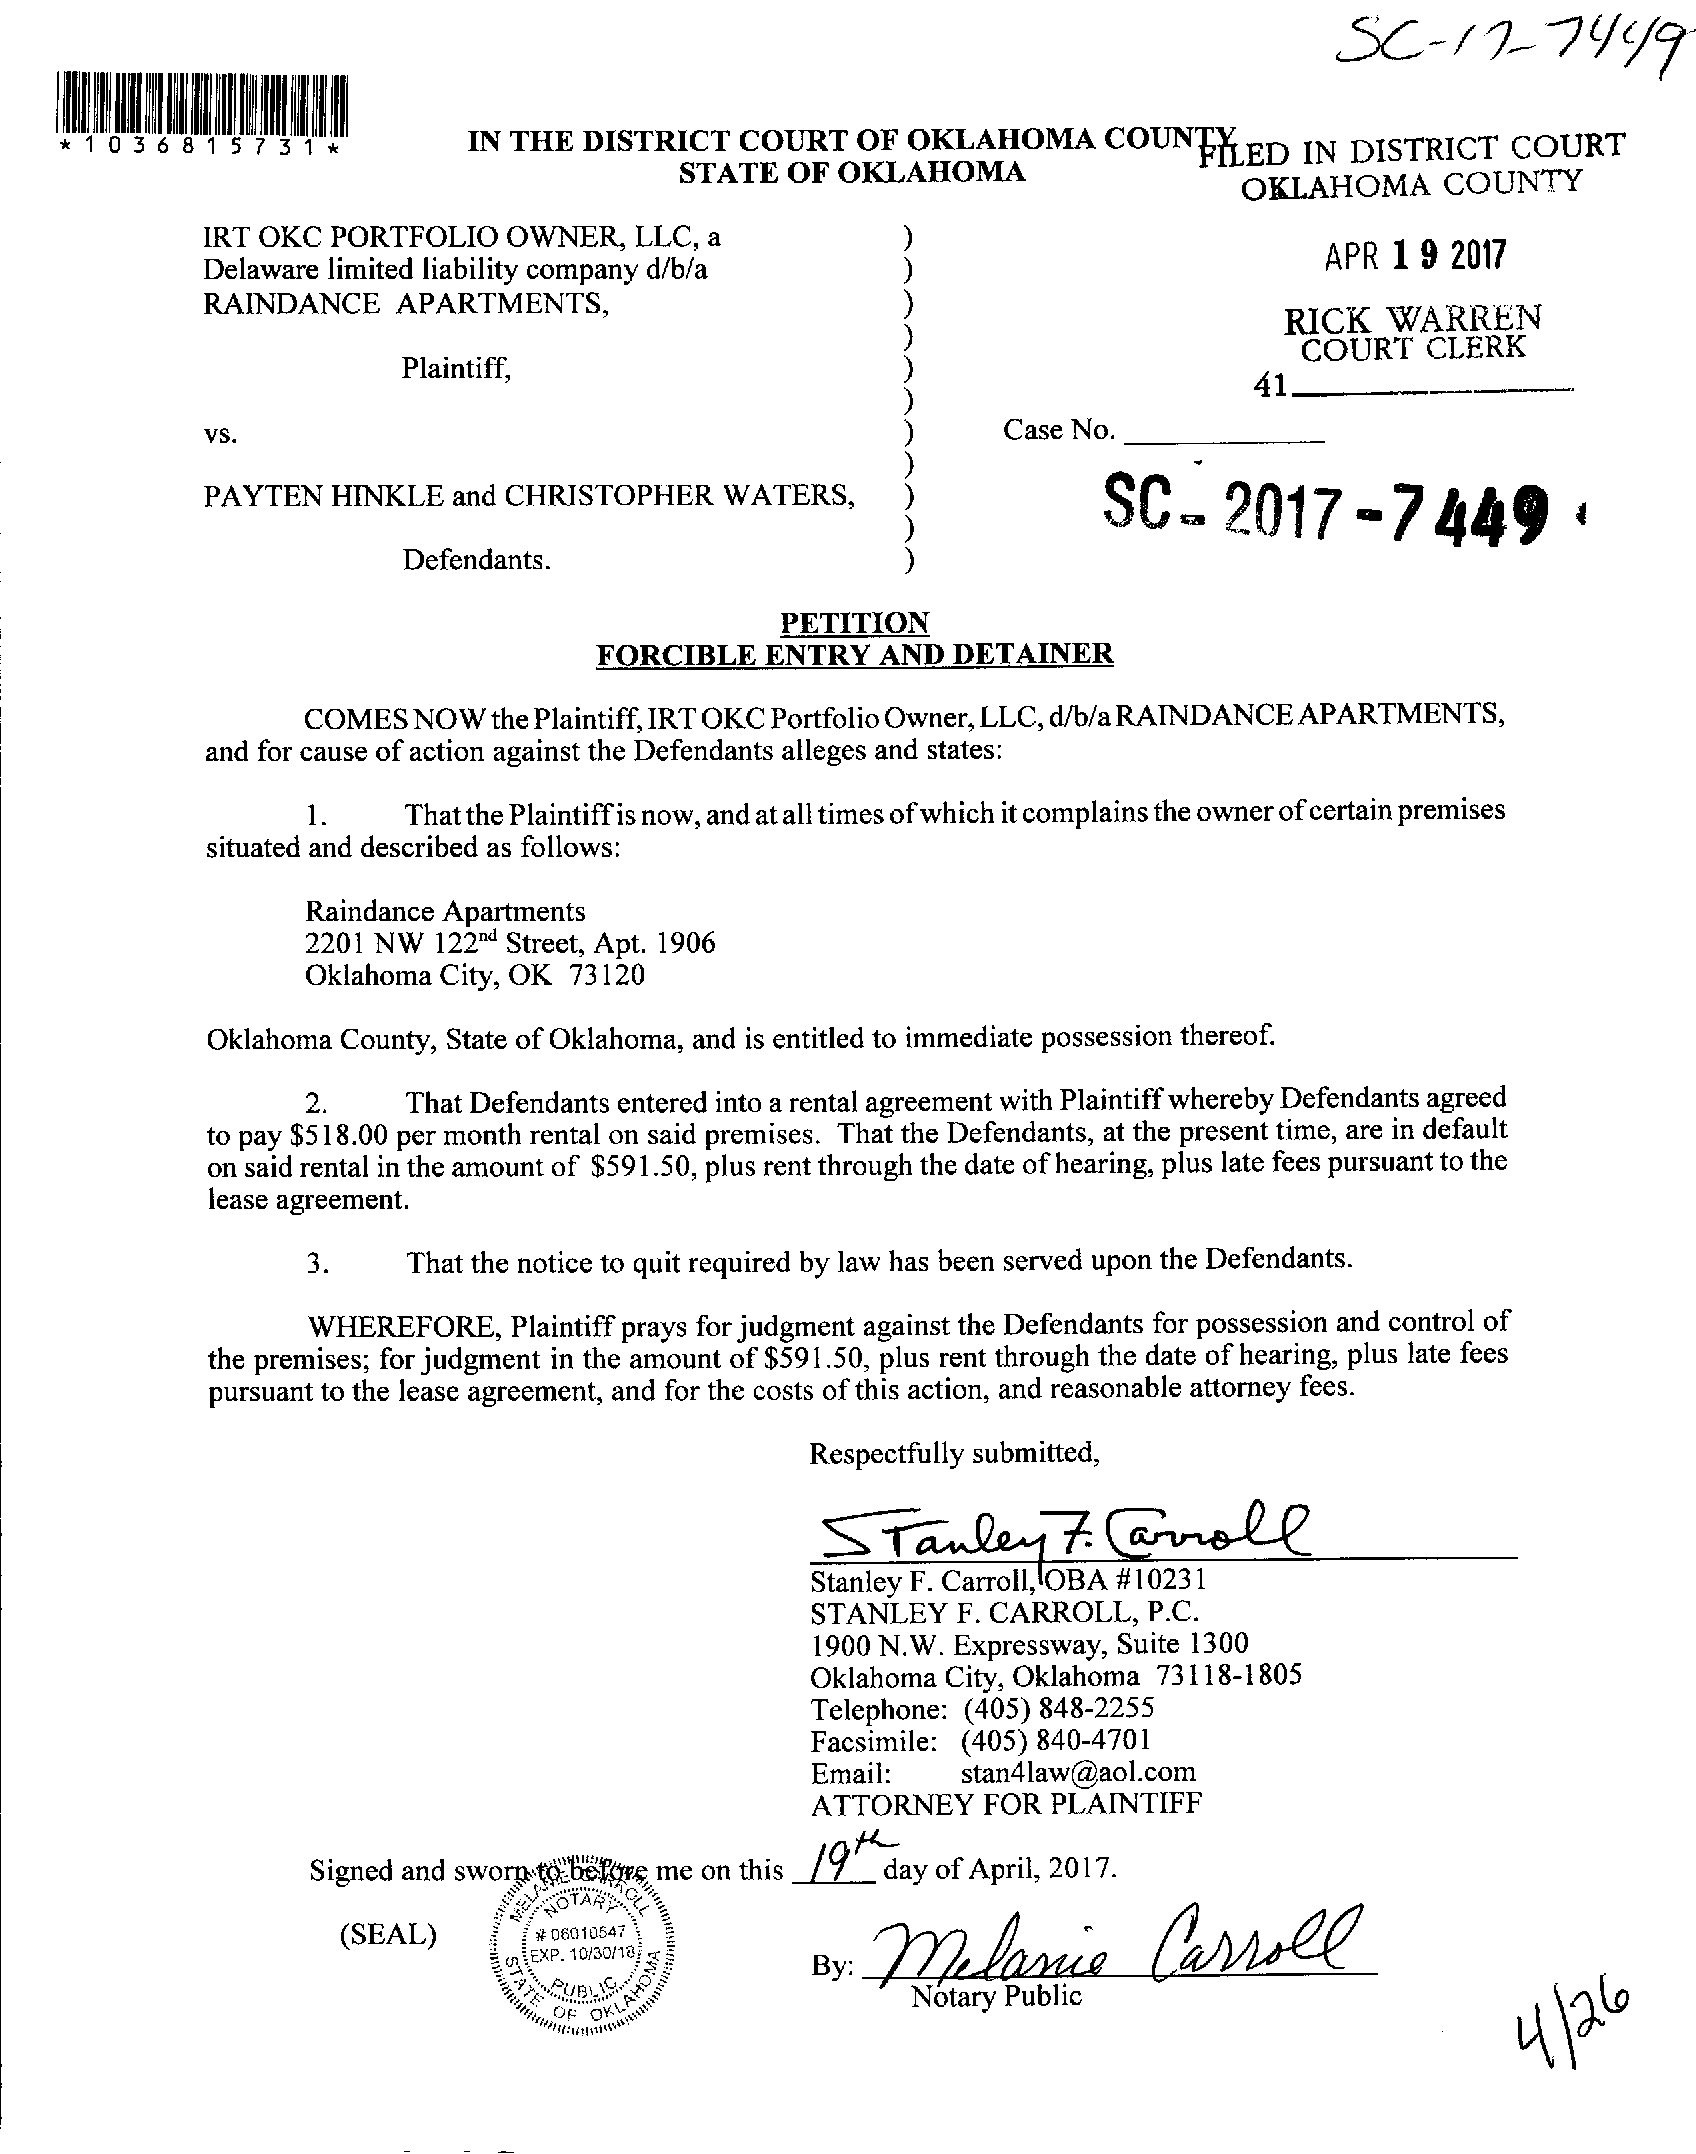 SC-17-7449
*1036815731*
IN THE DISTRICT COURT OF OKLAHOMA COUNTY
STATE OF OKLAHOMA
FILED IN DISTRICT COURT
OKLAHOMA COUNTY
APR 19 2017
RICK WARREN
COURT CLERK
41
IRT OKC PORTFOLIO OWNER, LLC, a )
Delaware limited liability company d/b/a )
RAINDANCE APARTMENTS, )
)
Plaintiff, )
)
vs. ) Case No.
)
PAYTEN HINKLE and CHRISTOPHER WATERS, )
SC-2017-7449
)
Defendants. )
PETITION
FORCIBLE ENTRY AND DETAINER
COMES NOW the Plaintiff, IRT OKC Portfolio Owner, LLC, d/b/a RAINDANCE APARTMENTS,
and for cause of action against the Defendants alleges and states:
1. That the Plaintiff is now, and at all times of which it complains the owner of certain premises
situated and described as follows:
Raindance Apartments
2201 NW 122nd Street, Apt. 1906
Oklahoma City, OK 73120
Oklahoma County, State of Oklahoma, and is entitled to immediate possession thereof.
2. That Defendants entered into a rental agreement with Plaintiff whereby Defendants agreed
to pay $518.00 per month rental on said premises. That the Defendants, at the present time, are in default
on said rental in the amount of $591.50, plus rent through the date of hearing, plus late fees pursuant to the
lease agreement.
3. That the notice to quit required by law has been served upon the Defendants.
WHEREFORE, Plaintiff prays for judgment against the Defendants for possession and control of
the premises; for judgment in the amount of $591.50, plus rent through the date of hearing, plus late fees
pursuant to the lease agreement, and for the costs of this action, and reasonable attorney fees.
Respectfully submitted,
Stanley F. Carroll
Stanley F. Carroll, OBA #10231
STANLEY F. CARROLL, P.C.
1900 N.W. Expressway, Suite 1300
Oklahoma City, Oklahoma 73118-1805
Telephone: (405) 848-2255
Facsimile: (405) 840-4701
Email: stan4law@aol.com
ATTORNEY FOR PLAINTIFF
Signed and sworn to before me on this 19th day of April, 2017.
(SEAL)
MELANIE CARROLL
NOTARY
# 06010547
EXP. 10/30/18
PUBLIC
STATE OF OKLAHOMA
By: Melanie Carroll
Notary Public
4/26